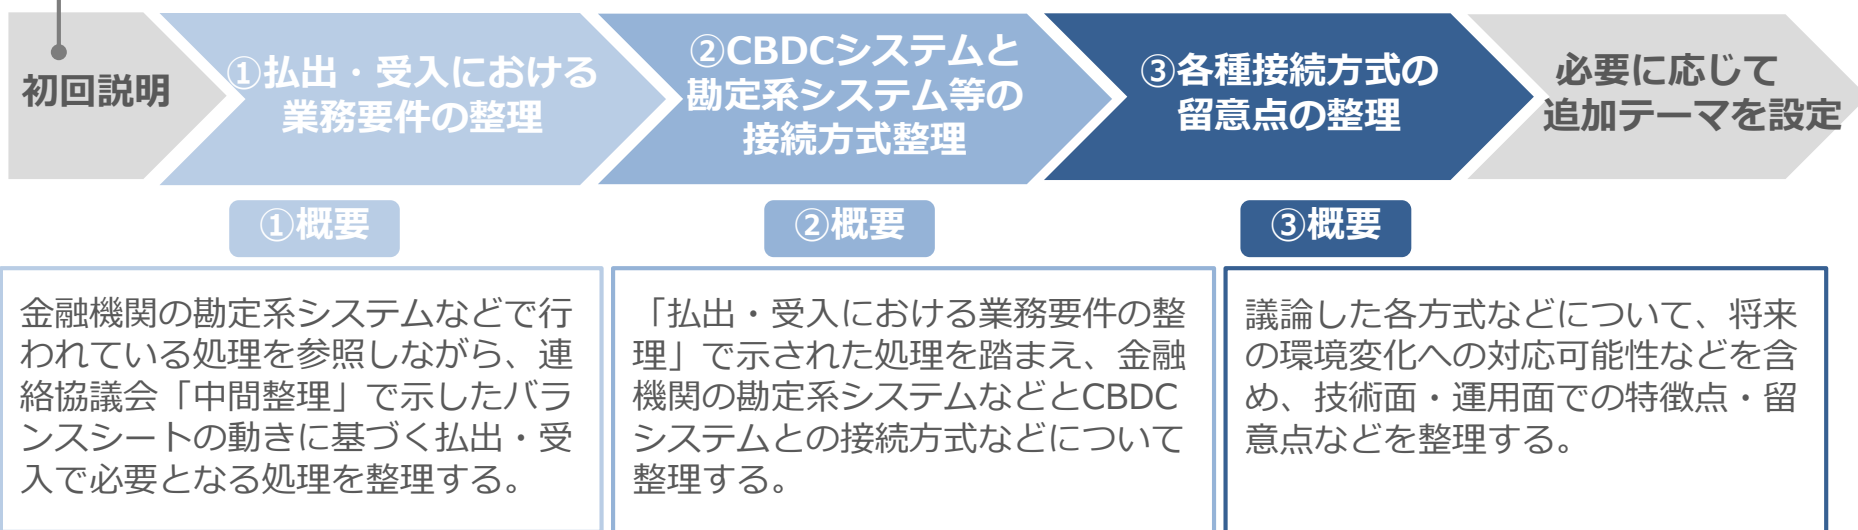 初回説明
①払出・受入における
業務要件の整理
②CBDCシステムと
勘定系システム等の
接続方式整理
③各種接続方式の
留意点の整理
必要に応じて
追加テーマを設定
①概要
②概要
③概要
金融機関の勘定系システムなどで行
われている処理を参照しながら、連
絡協議会「中間整理」で示したバラ
ンスシートの動きに基づく払出・受
入で必要となる処理を整理する。
「払出・受入における業務要件の整
理」で示された処理を踏まえ、金融
機関の勘定系システムなどとCBDC
システムとの接続方式などについて
整理する。
議論した各方式などについて、将来
の環境変化への対応可能性などを含
め、技術面・運用面での特徴点・留
意点などを整理する。